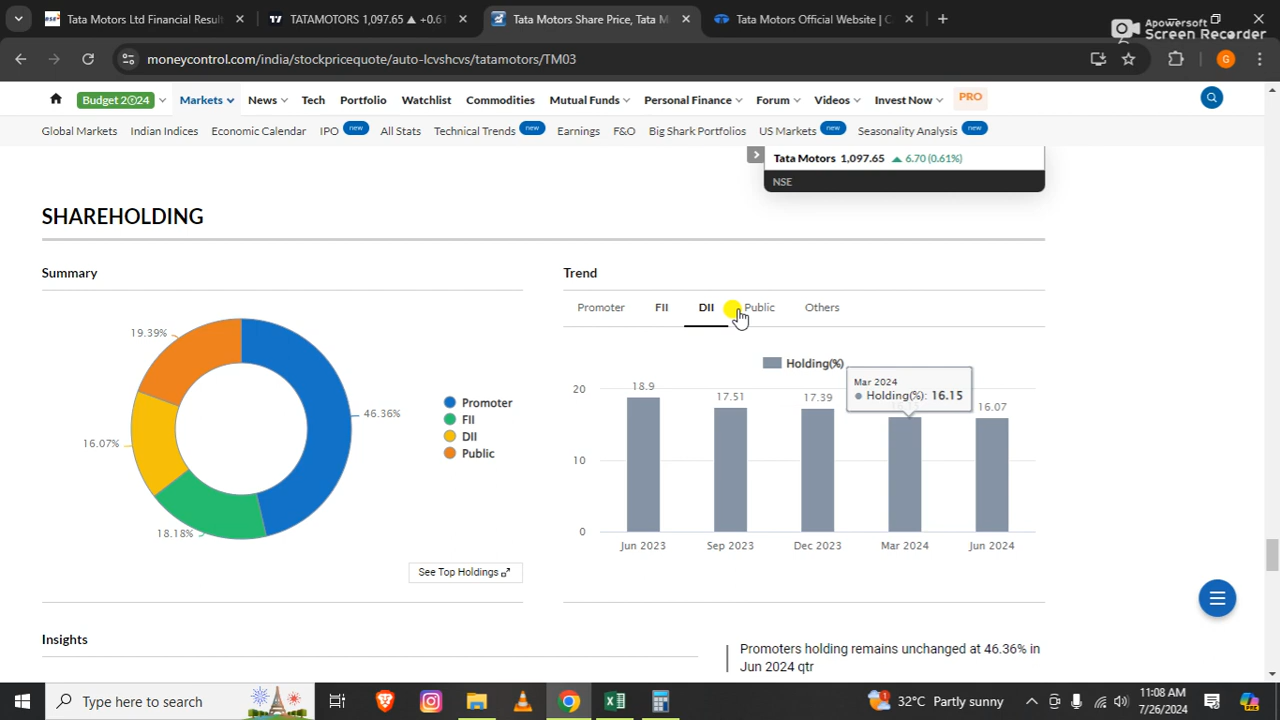 Tata Motors Ltd Financial Result
TATAMOTORS 1,097.65 ▲ +0.6
Tata Motors Share Price, Tata M
Tata Motors Official Website | C
Apowersoft
Screen Recorder
moneycontrol.com/india/stockpricequote/auto-lcvshcvs/tatamotors/TM03
G
Budget 2024 Markets News Tech Portfolio Watchlist Commodities Mutual Funds Personal Finance Forum Videos Invest Now PRO
Global Markets Indian Indices Economic Calendar IPO new All Stats Technical Trends new Earnings F&O Big Shark Portfolios US Markets new Seasonality Analysis new
Tata Motors 1,097.65 ▲ 6.70 (0.61%)
NSE
SHAREHOLDING
Summary
19.39%
46.36%
16.07%
18.18%
Promoter
FII
DII
Public
See Top Holdings
Trend
Promoter FII DII Public Others
Holding(%)
Mar 2024
Holding(%): 16.15
20
10
0
18.9
17.51
17.39
16.07
Jun 2023 Sep 2023 Dec 2023 Mar 2024 Jun 2024
Insights
Promoters holding remains unchanged at 46.36% in
Jun 2024 qtr
Type here to search
1
32°C Partly sunny
11:08 AM
7/26/2024
PRE